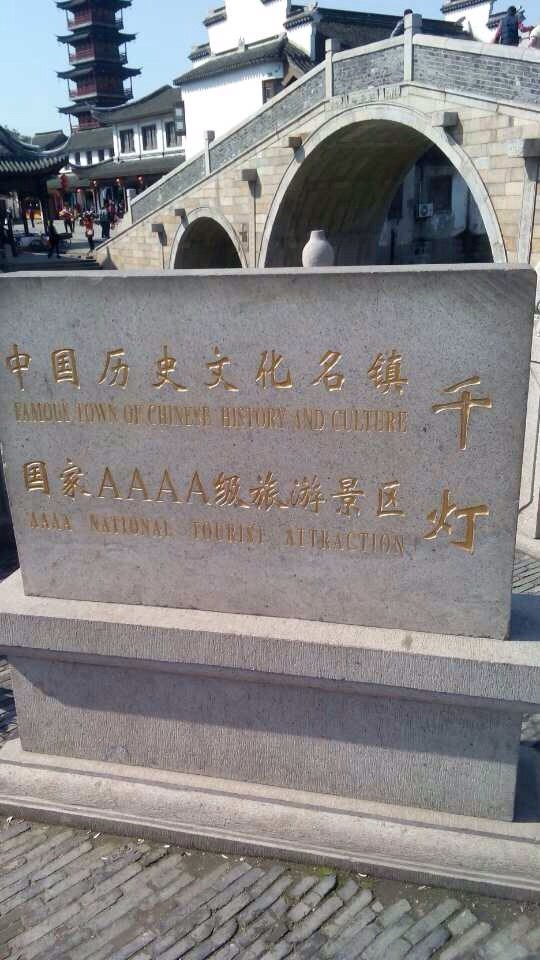 中国历史文化名镇
FAMOUS TOWN OF CHINESE HISTORY AND CULTURE
国家AAAA级旅游景区
AAAA NATIONAL TOURIST ATTRACTION
千灯